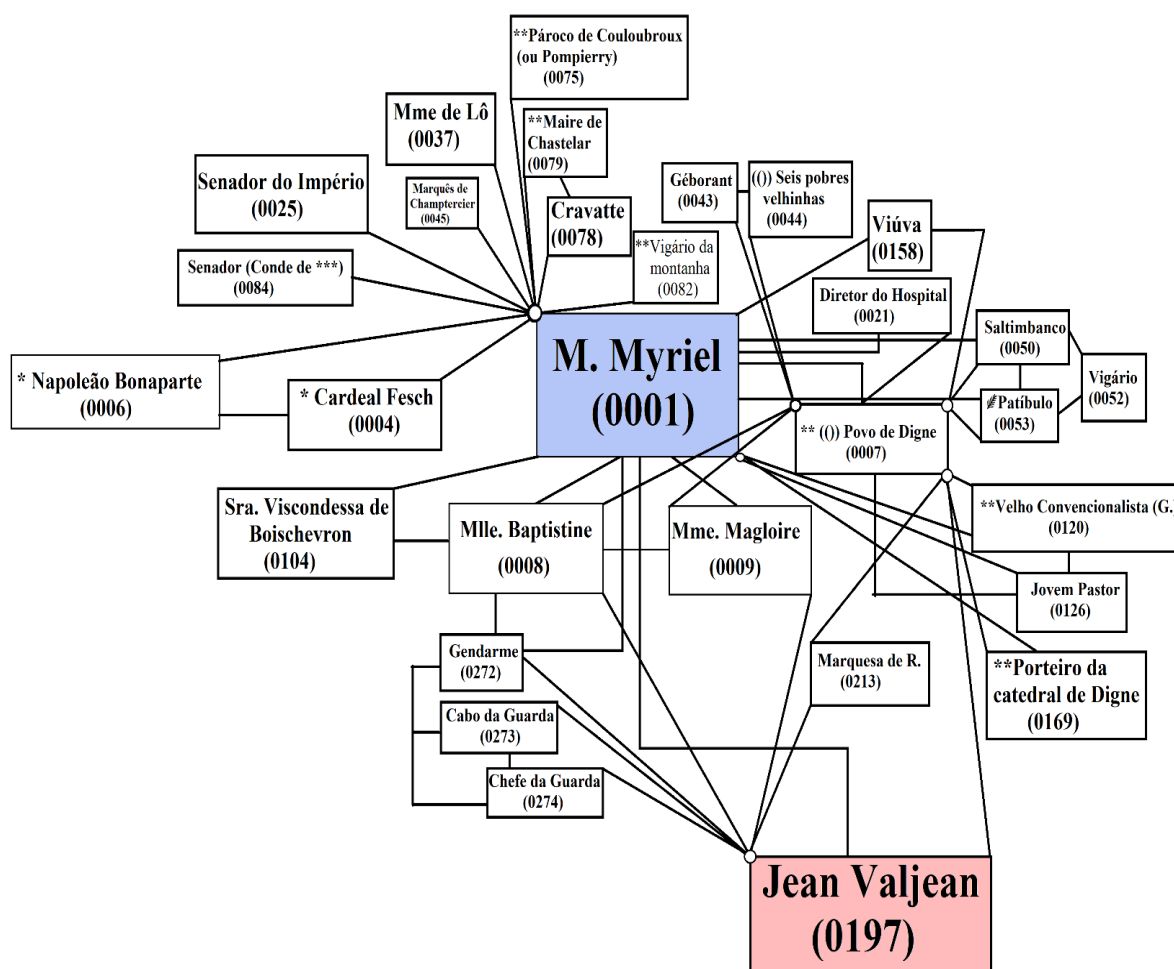 **Pároco de Couloubroux
(ou Pompierry)
(0075)
Mme de Lô
(0037)
**Maire de
Chastelar
(0079)
Senador do Império
(0025)
Marquês de
Champtercier
(0045)
Cravatte
(0078)
Géborant
(0043)
(()) Seis pobres
velhinhas
(0044)
Viúva
(0158)
Senador (Conde de ***)
(0084)
**Vigário da
montanha
(0082)
Diretor do Hospital
(0021)
Saltimbanco
(0050)
* Napoleão Bonaparte
(0006)
* Cardeal Fesch
(0004)
M. Myriel
(0001)
Vigário
(0052)
Patíbulo
(0053)
** (()) Povo de Digne
(0007)
Sra. Viscondessa de
Boischevron
(0104)
Mlle. Baptistine
(0008)
Mme. Magloire
(0009)
**Velho Convencionalista (G.)
(0120)
Jovem Pastor
(0126)
Gendarme
(0272)
Marquesa de R.
(0213)
**Porteiro da
catedral de Digne
(0169)
Cabo da Guarda
(0273)
Chefe da Guarda
(0274)
Jean Valjean
(0197)